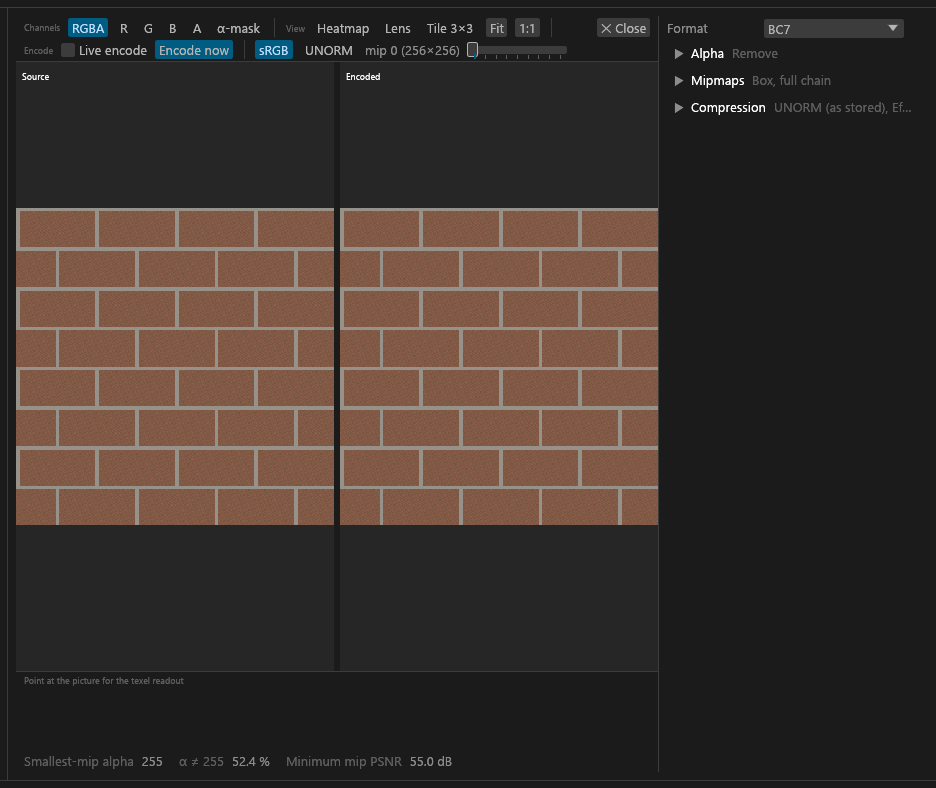 Channels RGBA R G B A α-mask View Heatmap Lens Tile 3×3 Fit 1:1 × Close
Encode Live encode Encode now sRGB UNORM mip 0 (256×256)
Source
Encoded
Format BC7
Alpha Remove
Mipmaps Box, full chain
Compression UNORM (as stored), Ef...
Point at the picture for the texel readout
Smallest-mip alpha 255 α ≠ 255 52.4 % Minimum mip PSNR 55.0 dB